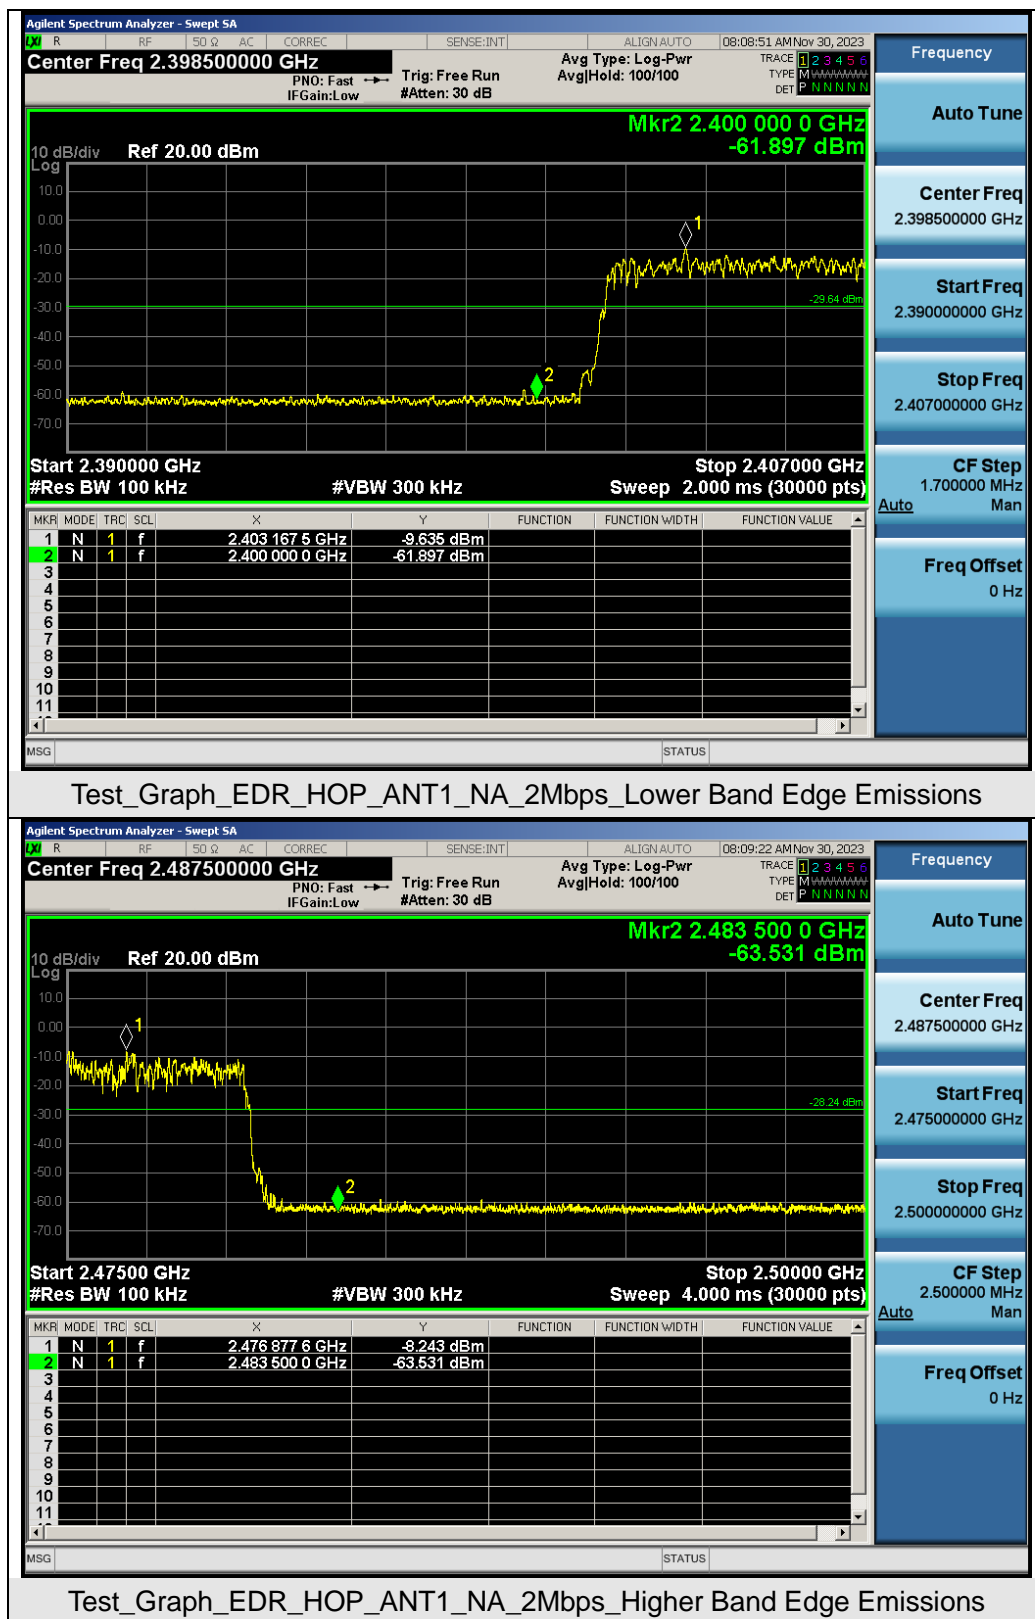 Agilent Spectrum Analyzer - Swept SA
LXI R RF 50 Ω AC CORREC SENSE:INT ALIGN AUTO 08:08:51 AM Nov 30, 2023
Center Freq 2.398500000 GHz
PNO: Fast Trig: Free Run Avg Type: Log-Pwr TRACE 1 2 3 4 5 6
IFGain:Low #Atten: 30 dB Avg|Hold: 100/100 TYPE M WWWWW
DET P N N N N N
Mkr2 2.400 000 0 GHz
-61.897 dBm
10 dB/div Ref 20.00 dBm
Log
10.0
0.00
1
-10.0
-20.0
-30.0
-29.64 dBm
-40.0
-50.0
2
-60.0
-70.0
Start 2.390000 GHz Stop 2.407000 GHz
#Res BW 100 kHz #VBW 300 kHz Sweep 2.000 ms (30000 pts)
MKR MODE TRC SCL X Y FUNCTION FUNCTION WIDTH FUNCTION VALUE
1 N 1 f 2.403 167 5 GHz -9.635 dBm
2 N 1 f 2.400 000 0 GHz -61.897 dBm
3
4
5
6
7
8
9
10
11
MSG STATUS
Frequency
Auto Tune
Center Freq
2.398500000 GHz
Start Freq
2.390000000 GHz
Stop Freq
2.407000000 GHz
CF Step
1.700000 MHz
Auto Man
Freq Offset
0 Hz
Test_Graph_EDR_HOP_ANT1_NA_2Mbps_Lower Band Edge Emissions
Agilent Spectrum Analyzer - Swept SA
LXI R RF 50 Ω AC CORREC SENSE:INT ALIGN AUTO 08:09:22 AM Nov 30, 2023
Center Freq 2.487500000 GHz
PNO: Fast Trig: Free Run Avg Type: Log-Pwr TRACE 1 2 3 4 5 6
IFGain:Low #Atten: 30 dB Avg|Hold: 100/100 TYPE M WWWWW
DET P N N N N N
Mkr2 2.483 500 0 GHz
-63.531 dBm
10 dB/div Ref 20.00 dBm
Log
10.0
0.00
1
-10.0
-20.0
-28.24 dBm
-30.0
-40.0
-50.0
2
-60.0
-70.0
Start 2.47500 GHz Stop 2.50000 GHz
#Res BW 100 kHz #VBW 300 kHz Sweep 4.000 ms (30000 pts)
MKR MODE TRC SCL X Y FUNCTION FUNCTION WIDTH FUNCTION VALUE
1 N 1 f 2.476 877 6 GHz -8.243 dBm
2 N 1 f 2.483 500 0 GHz -63.531 dBm
3
4
5
6
7
8
9
10
11
MSG STATUS
Frequency
Auto Tune
Center Freq
2.487500000 GHz
Start Freq
2.475000000 GHz
Stop Freq
2.500000000 GHz
CF Step
2.500000 MHz
Auto Man
Freq Offset
0 Hz
Test_Graph_EDR_HOP_ANT1_NA_2Mbps_Higher Band Edge Emissions